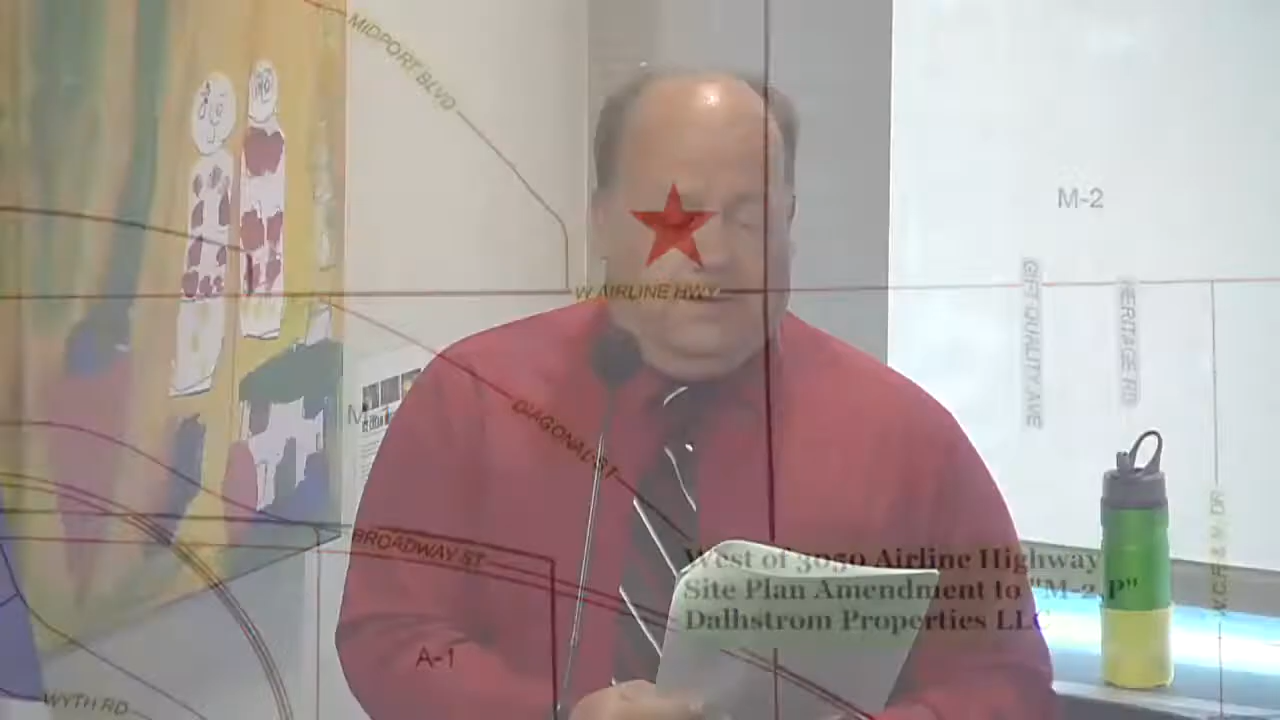 MIDPORT BLVD
M-2
W AIRLINE HWY
GIFT QUALITY AVE
HERITAGE RD
DIAGONAL ST
BROADWAY ST
West of 3050 Airline Highway
Site Plan Amendment to "M-2,P"
Dalhstrom Properties LLC
A-1
WYTH RD